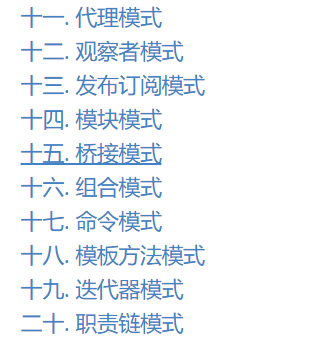 十一. 代理模式
十二. 观察者模式
十三. 发布订阅模式
十四. 模块模式
十五. 桥接模式
十六. 组合模式
十七. 命令模式
十八. 模板方法模式
十九. 迭代器模式
二十. 职责链模式